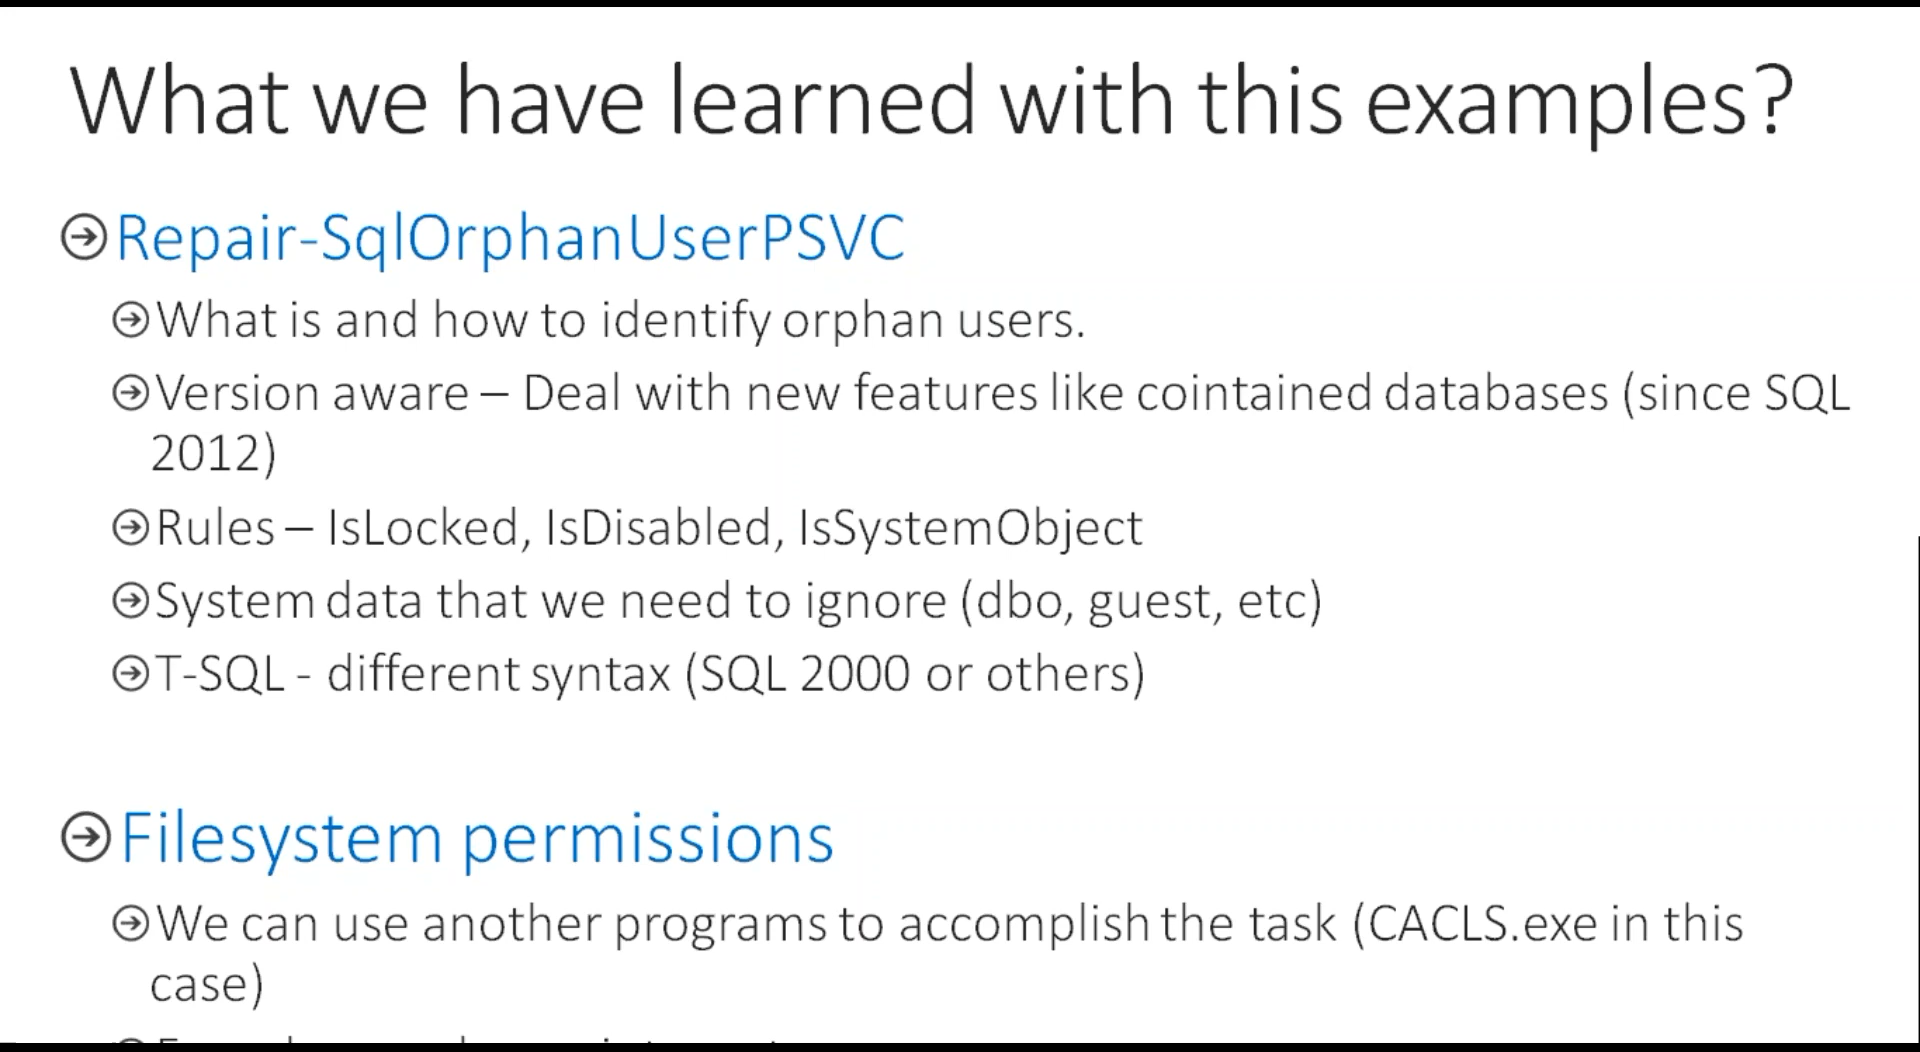 What we have learned with this examples?
Repair-SqlOrphanUserPSVC
What is and how to identify orphan users.
Version aware – Deal with new features like cointained databases (since SQL
2012)
Rules – IsLocked, IsDisabled, IsSystemObject
System data that we need to ignore (dbo, guest, etc)
T-SQL - different syntax (SQL 2000 or others)
Filesystem permissions
We can use another programs to accomplish the task (CACLS.exe in this
case)